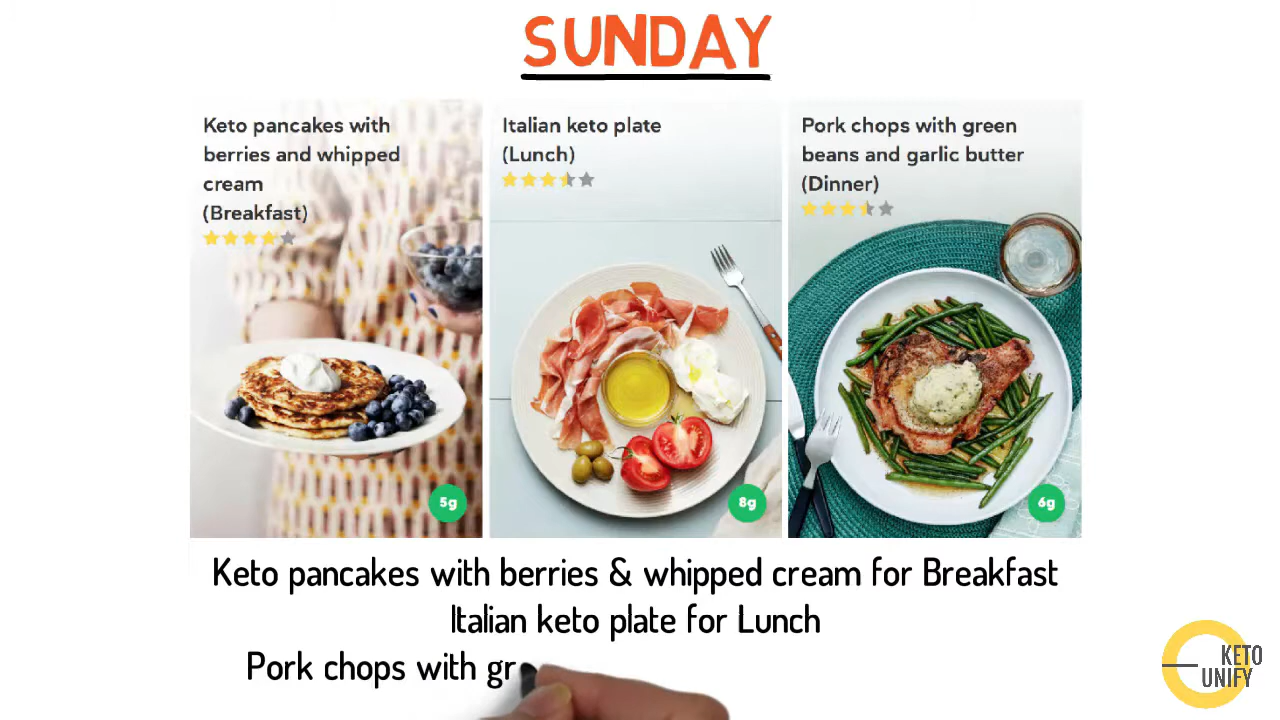 SUNDAY
Keto pancakes with
berries and whipped
cream
(Breakfast)
Italian keto plate
(Lunch)
Pork chops with green
beans and garlic butter
(Dinner)
5g
8g
6g
Keto pancakes with berries & whipped cream for Breakfast
Italian keto plate for Lunch
Pork chops with gr
KETO
UNIFY